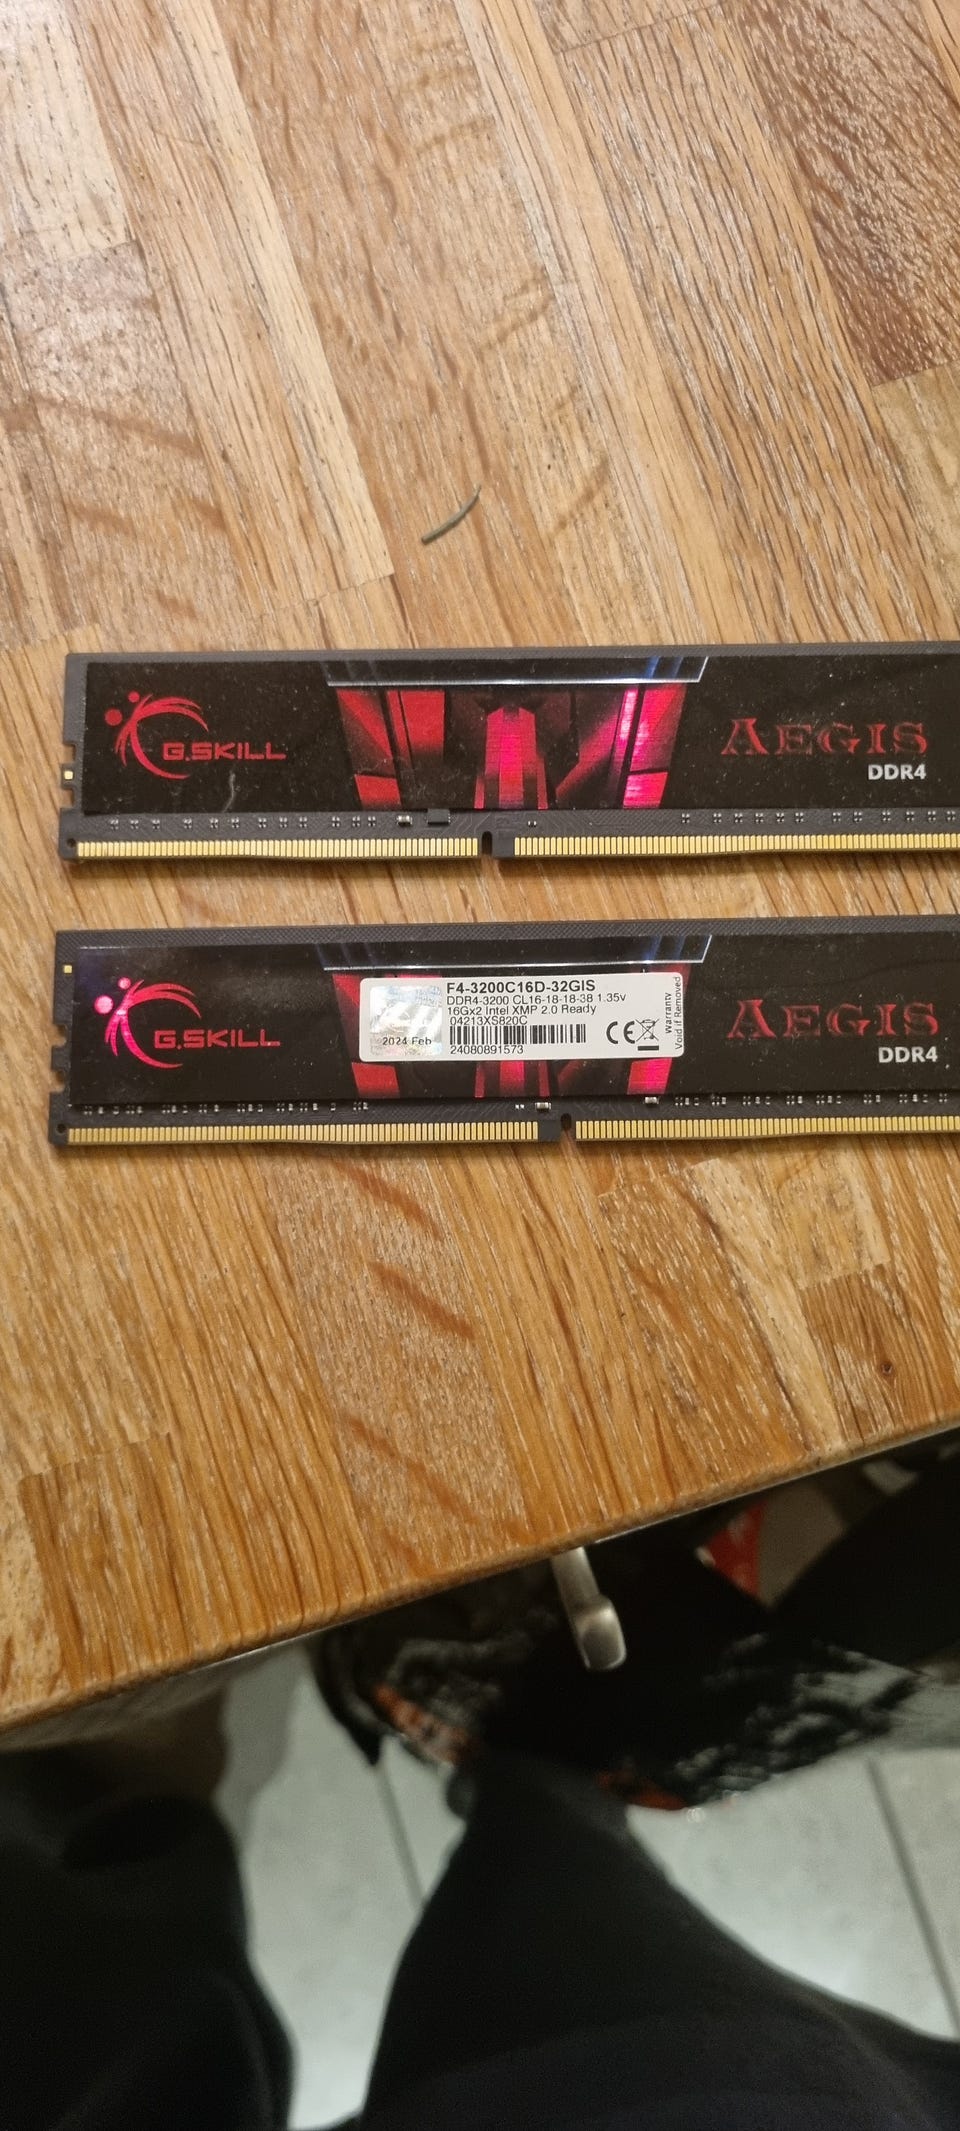 G.SKILL
AEGIS
DDR4
G.SKILL
F4-3200C16D-32GIS
DDR4-3200 CL16-18-18-38 1.35v
16Gx2 Intel XMP 2.0 Ready
04213XS820C
2024 Feb
24080891573
CE
Warranty
Void if Removed
AEGIS
DDR4